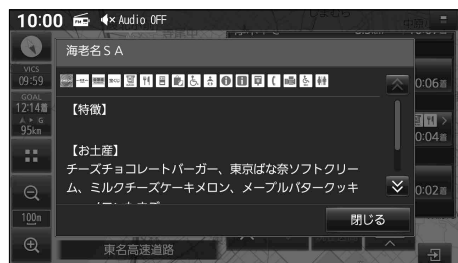 10:00 Audio OFF
海老名ＳＡ
VICS
09:59
GOAL
12:14
A G
95km
0:06
【特徴】
0:04
【お土産】
チーズチョコレートバーガー、東京ばな奈ソフトクリー
ム、ミルクチーズケーキメロン、メープルバタークッキ
0:02
100m
閉じる
東名高速道路